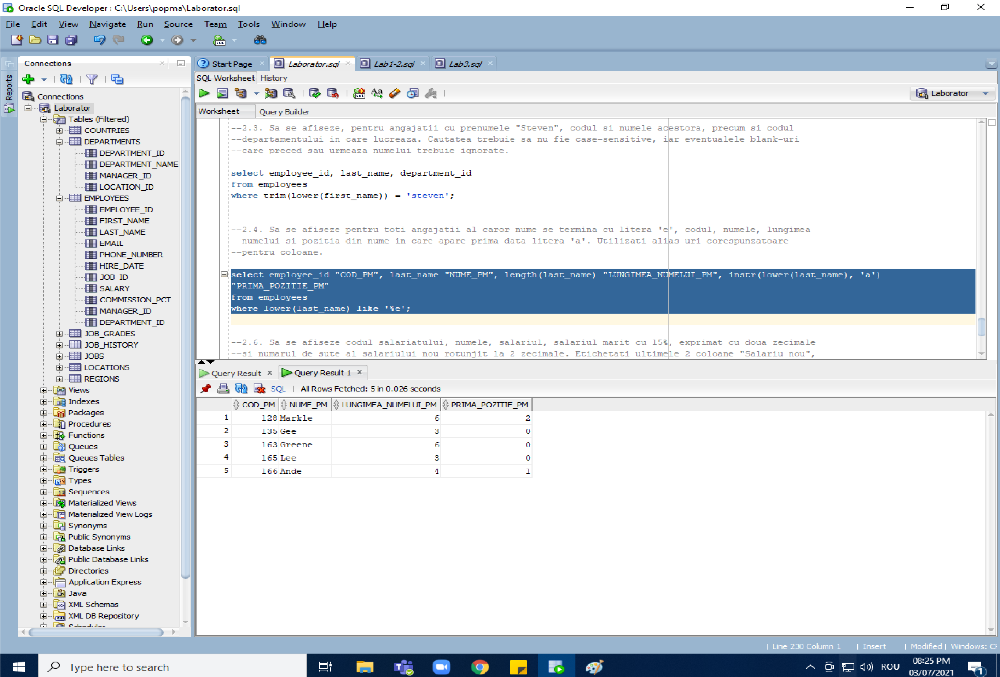 Oracle SQL Developer : C:\Users\popma\Laborator.sql
File Edit View Navigate Run Source Team Tools Window Help
Connections
Reports
Connections
Laborator
Tables (Filtered)
COUNTRIES
DEPARTMENTS
DEPARTMENT_ID
DEPARTMENT_NAME
MANAGER_ID
LOCATION_ID
EMPLOYEES
EMPLOYEE_ID
FIRST_NAME
LAST_NAME
EMAIL
PHONE_NUMBER
HIRE_DATE
JOB_ID
SALARY
COMMISSION_PCT
MANAGER_ID
DEPARTMENT_ID
JOB_GRADES
JOB_HISTORY
JOBS
LOCATIONS
REGIONS
Views
Indexes
Packages
Procedures
Functions
Queues
Queues Tables
Triggers
Types
Sequences
Materialized Views
Materialized View Logs
Synonyms
Public Synonyms
Database Links
Public Database Links
Directories
Application Express
Java
XML Schemas
XML DB Repository
Scheduler
Start Page Laborator.sql Lab1-2.sql Lab3.sql
SQL Worksheet History
Laborator
Worksheet Query Builder
--2.3. Sa se afiseze, pentru angajatii cu prenumele "Steven", codul si numele acestora, precum si codul
--departamentului in care lucreaza. Cautatea trebuie sa nu fie case-sensitive, iar eventualele blank-uri
--care preced sau urmeaza numelui trebuie ignorate.
select employee_id, last_name, department_id
from employees
where trim(lower(first_name)) = 'steven';
--2.4. Sa se afiseze pentru toti angajatii al caror nume se termina cu litera 'e', codul, numele, lungimea
--numelui si pozitia din nume in care apare prima data litera 'a'. Utilizati alias-uri corespunzatoare
--pentru coloane.
select employee_id "COD_PM", last_name "NUME_PM", length(last_name) "LUNGIMEA_NUMELUI_PM", instr(lower(last_name), 'a')
"PRIMA_POZITIE_PM"
from employees
where lower(last_name) like '%e';
--2.6. Sa se afiseze codul salariatului, numele, salariul, salariul marit cu 15%, exprimat cu doua zecimale
--si numarul de sute al salariului nou rotunjit la 2 zecimale. Etichetati ultimele 2 coloane "Salariu nou",
Query Result Query Result 1
SQL | All Rows Fetched: 5 in 0.026 seconds
COD_PM NUME_PM LUNGIMEA_NUMELUI_PM PRIMA_POZITIE_PM
1 128 Markle 6 2
2 135 Gee 3 0
3 163 Greene 6 0
4 165 Lee 3 0
5 166 Ande 4 1
| Line 230 Column 1 | Insert | Modified | Windows: CF
Type here to search
ROU
08:25 PM
03/07/2021
1